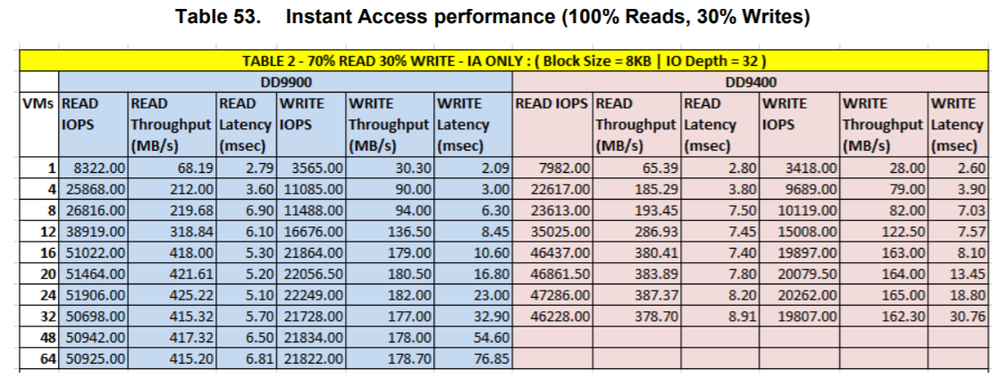 Table 53. Instant Access performance (100% Reads, 30% Writes)
TABLE 2 - 70% READ 30% WRITE - IA ONLY : ( Block Size = 8KB | IO Depth = 32 )
DD9900 DD9400
VMs READ IOPS READ Throughput (MB/s) READ Latency (msec) WRITE IOPS WRITE Throughput (MB/s) WRITE Latency (msec) READ IOPS READ Throughput (MB/s) READ Latency (msec) WRITE IOPS WRITE Throughput (MB/s) WRITE Latency (msec)
1 8322.00 68.19 2.79 3565.00 30.30 2.09 7982.00 65.39 2.80 3418.00 28.00 2.60
4 25868.00 212.00 3.60 11085.00 90.00 3.00 22617.00 185.29 3.80 9689.00 79.00 3.90
8 26816.00 219.68 6.90 11488.00 94.00 6.30 23613.00 193.45 7.50 10119.00 82.00 7.03
12 38919.00 318.84 6.10 16676.00 136.50 8.45 35025.00 286.93 7.45 15008.00 122.50 7.57
16 51022.00 418.00 5.30 21864.00 179.00 10.60 46437.00 380.41 7.40 19897.00 163.00 8.10
20 51464.00 421.61 5.20 22056.50 180.50 16.80 46861.50 383.89 7.80 20079.50 164.00 13.45
24 51906.00 425.22 5.10 22249.00 182.00 23.00 47286.00 387.37 8.20 20262.00 165.00 18.80
32 50698.00 415.32 5.70 21728.00 177.00 32.90 46228.00 378.70 8.91 19807.00 162.30 30.76
48 50942.00 417.32 6.50 21834.00 178.00 54.60
64 50925.00 415.20 6.81 21822.00 178.70 76.85